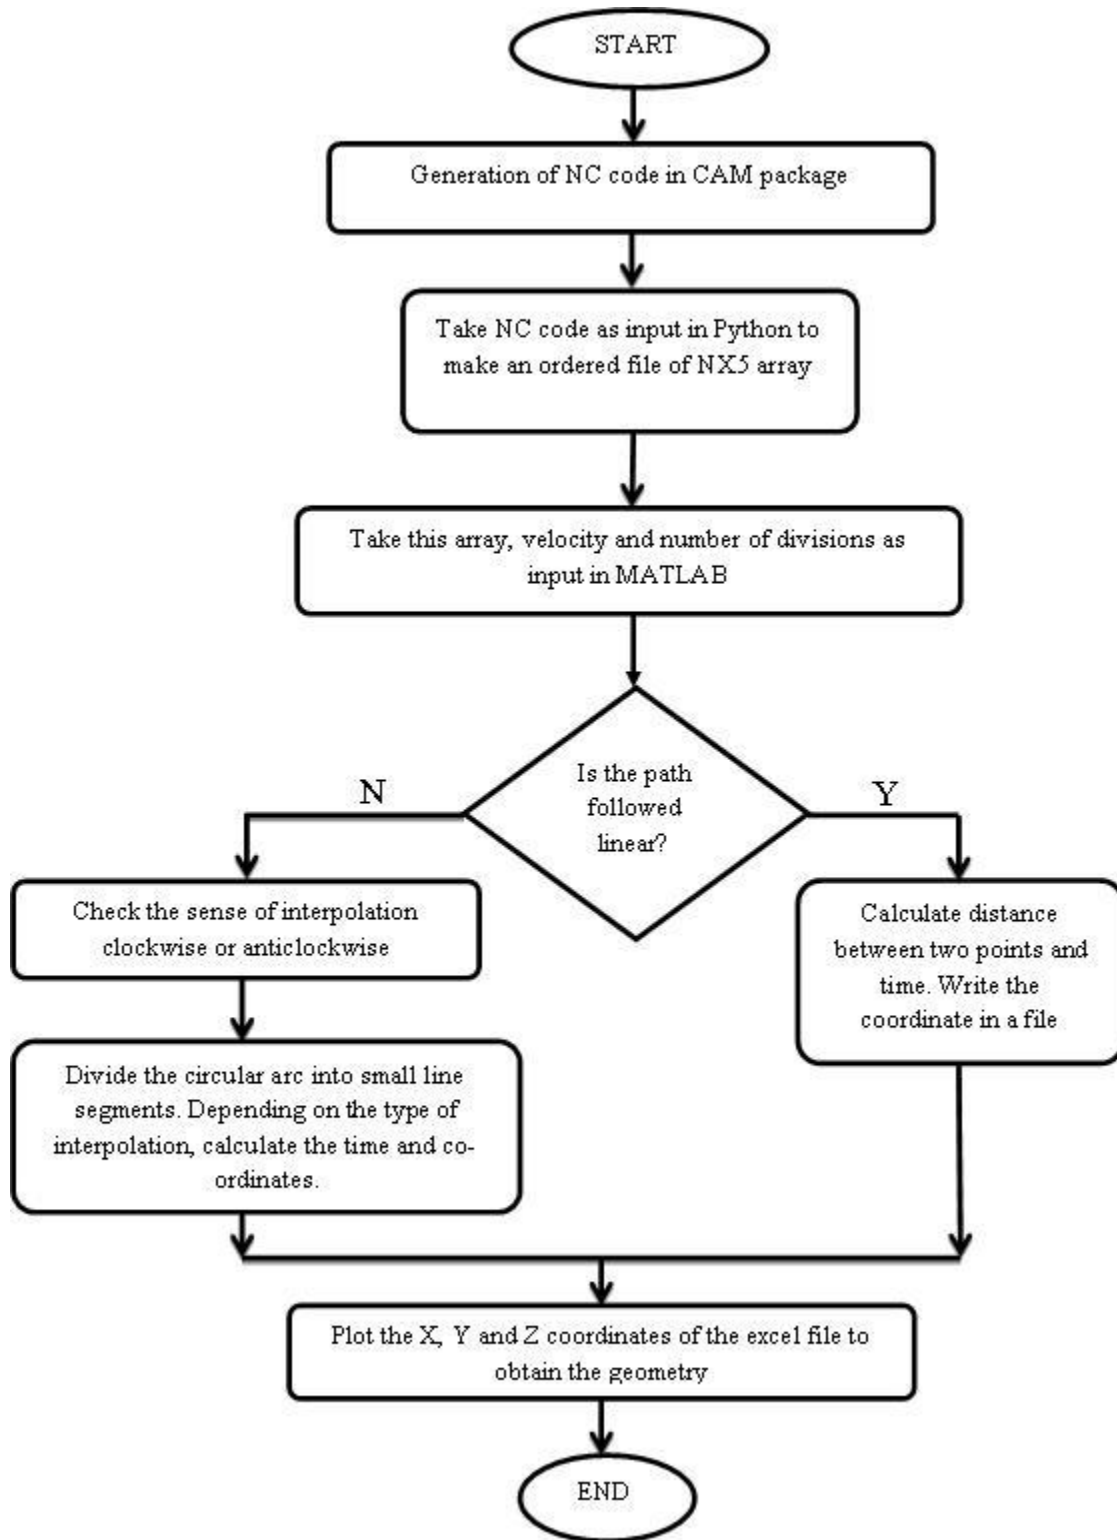 START
Generation of NC code in CAM package
Take NC code as input in Python to
make an ordered file of NX5 array
Take this array, velocity and number of divisions as
input in MATLAB
Is the path
followed
linear?
N
Y
Check the sense of interpolation
clockwise or anticlockwise
Calculate distance
between two points and
time. Write the
coordinate in a file
Divide the circular arc into small line
segments. Depending on the type of
interpolation, calculate the time and co-
ordinates.
Plot the X, Y and Z coordinates of the excel file to
obtain the geometry
END